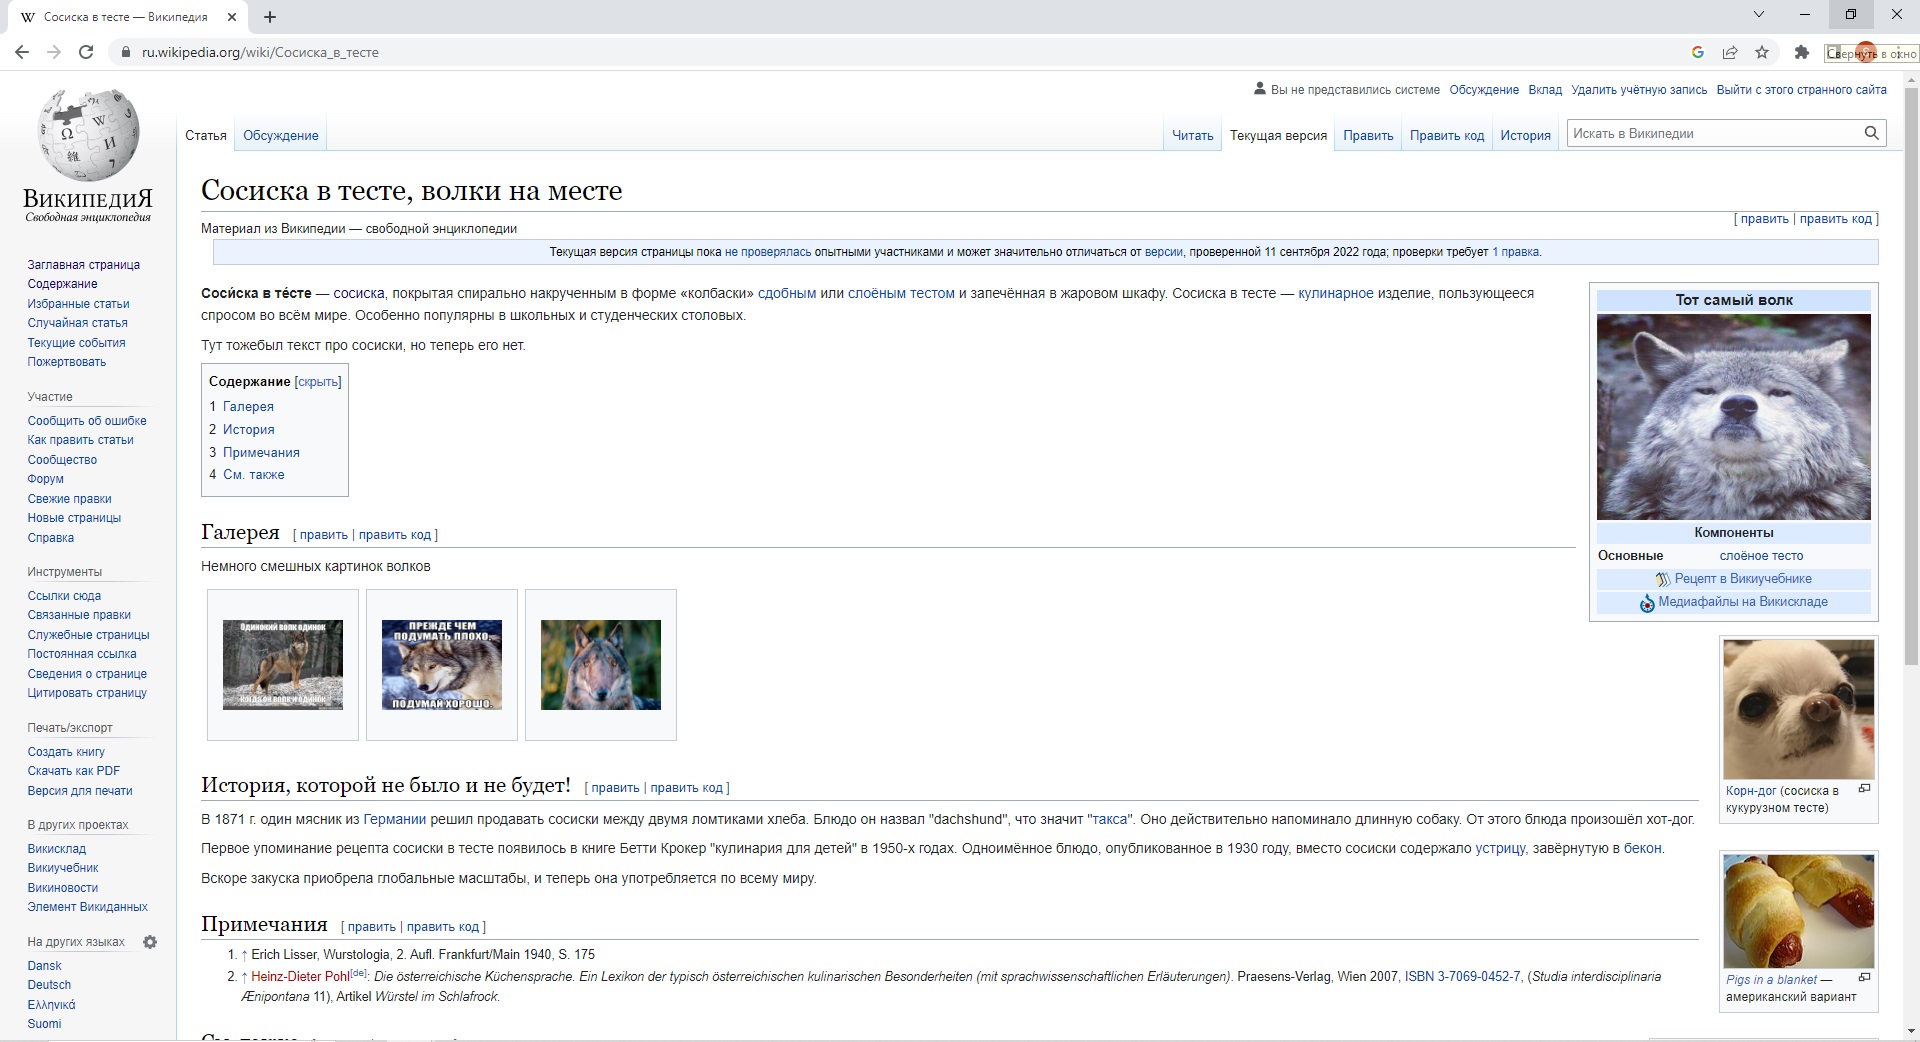 Сосиска в тесте — Википедия
ru.wikipedia.org/wiki/Сосиска_в_тесте
Свернуть в окно
Вы не представились системе Обсуждение Вклад Удалить учётную запись Выйти с этого странного сайта
Статья Обсуждение Читать Текущая версия Править Править код История Искать в Википедии
ВикипедиЯ
Свободная энциклопедия
Заглавная страница
Содержание
Избранные статьи
Случайная статья
Текущие события
Пожертвовать
Участие
Сообщить об ошибке
Как править статьи
Сообщество
Форум
Свежие правки
Новые страницы
Справка
Инструменты
Ссылки сюда
Связанные правки
Служебные страницы
Постоянная ссылка
Сведения о странице
Цитировать страницу
Печать/экспорт
Создать книгу
Скачать как PDF
Версия для печати
В других проектах
Викисклад
Викиучебник
Викиновости
Элемент Викиданных
На других языках
Dansk
Deutsch
Ελληνικά
Suomi
Сосиска в тесте, волки на месте
[ править | править код ]
Материал из Википедии — свободной энциклопедии
Текущая версия страницы пока не проверялась опытными участниками и может значительно отличаться от версии, проверенной 11 сентября 2022 года; проверки требует 1 правка.
Соси́ска в те́сте — сосиска, покрытая спирально накрученным в форме «колбаски» сдобным или слоёным тестом и запечённая в жаровом шкафу. Сосиска в тесте — кулинарное изделие, пользующееся
спросом во всём мире. Особенно популярны в школьных и студенческих столовых.
Тут тожебыл текст про сосиски, но теперь его нет.
Содержание [скрыть]
1 Галерея
2 История
3 Примечания
4 См. также
Галерея [ править | править код ]
Немного смешных картинок волков
Одинокий волк одинок
когда он волк и одинок
ПРЕЖДЕ ЧЕМ
ПОДУМАТЬ ПЛОХО,
ПОДУМАЙ ХОРОШО.
История, которой не было и не будет! [ править | править код ]
В 1871 г. один мясник из Германии решил продавать сосиски между двумя ломтиками хлеба. Блюдо он назвал "dachshund", что значит "такса". Оно действительно напоминало длинную собаку. От этого блюда произошёл хот-дог.
Первое упоминание рецепта сосиски в тесте появилось в книге Бетти Крокер "кулинария для детей" в 1950-х годах. Одноимённое блюдо, опубликованное в 1930 году, вместо сосиски содержало устрицу, завёрнутую в бекон.
Вскоре закуска приобрела глобальные масштабы, и теперь она употребляется по всему миру.
Примечания [ править | править код ]
1. ↑ Erich Lisser, Wurstologia, 2. Aufl. Frankfurt/Main 1940, S. 175
2. ↑ Heinz-Dieter Pohl[de]: Die österreichische Küchensprache. Ein Lexikon der typisch österreichischen kulinarischen Besonderheiten (mit sprachwissenschaftlichen Erläuterungen). Praesens-Verlag, Wien 2007, ISBN 3-7069-0452-7, (Studia interdisciplinaria
Ænipontana 11), Artikel Würstel im Schlafrock.
Тот самый волк
Компоненты
Основные слоёное тесто
Рецепт в Викиучебнике
Медиафайлы на Викискладе
Корн-дог (сосиска в
кукурузном тесте)
Pigs in a blanket —
американский вариант